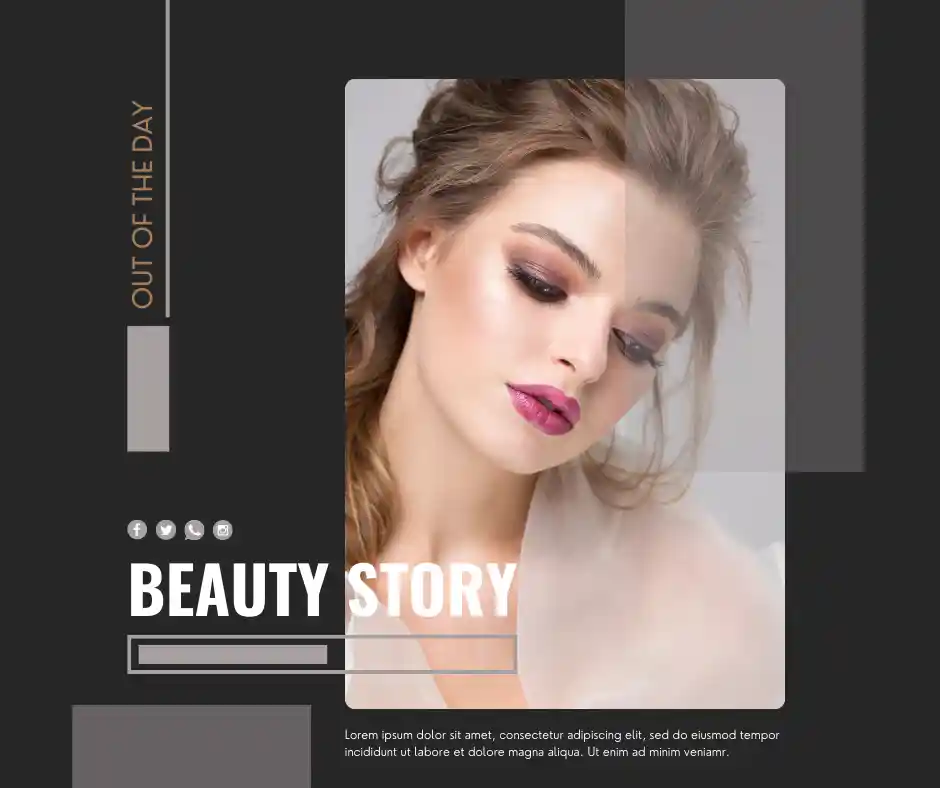 OUT OF THE DAY
BEAUTY STORY
Lorem ipsum dolor sit amet, consectetur adipiscing elit, sed do eiusmod tempor
incididunt ut labore et dolore magna aliqua. Ut enim ad minim veniamr.